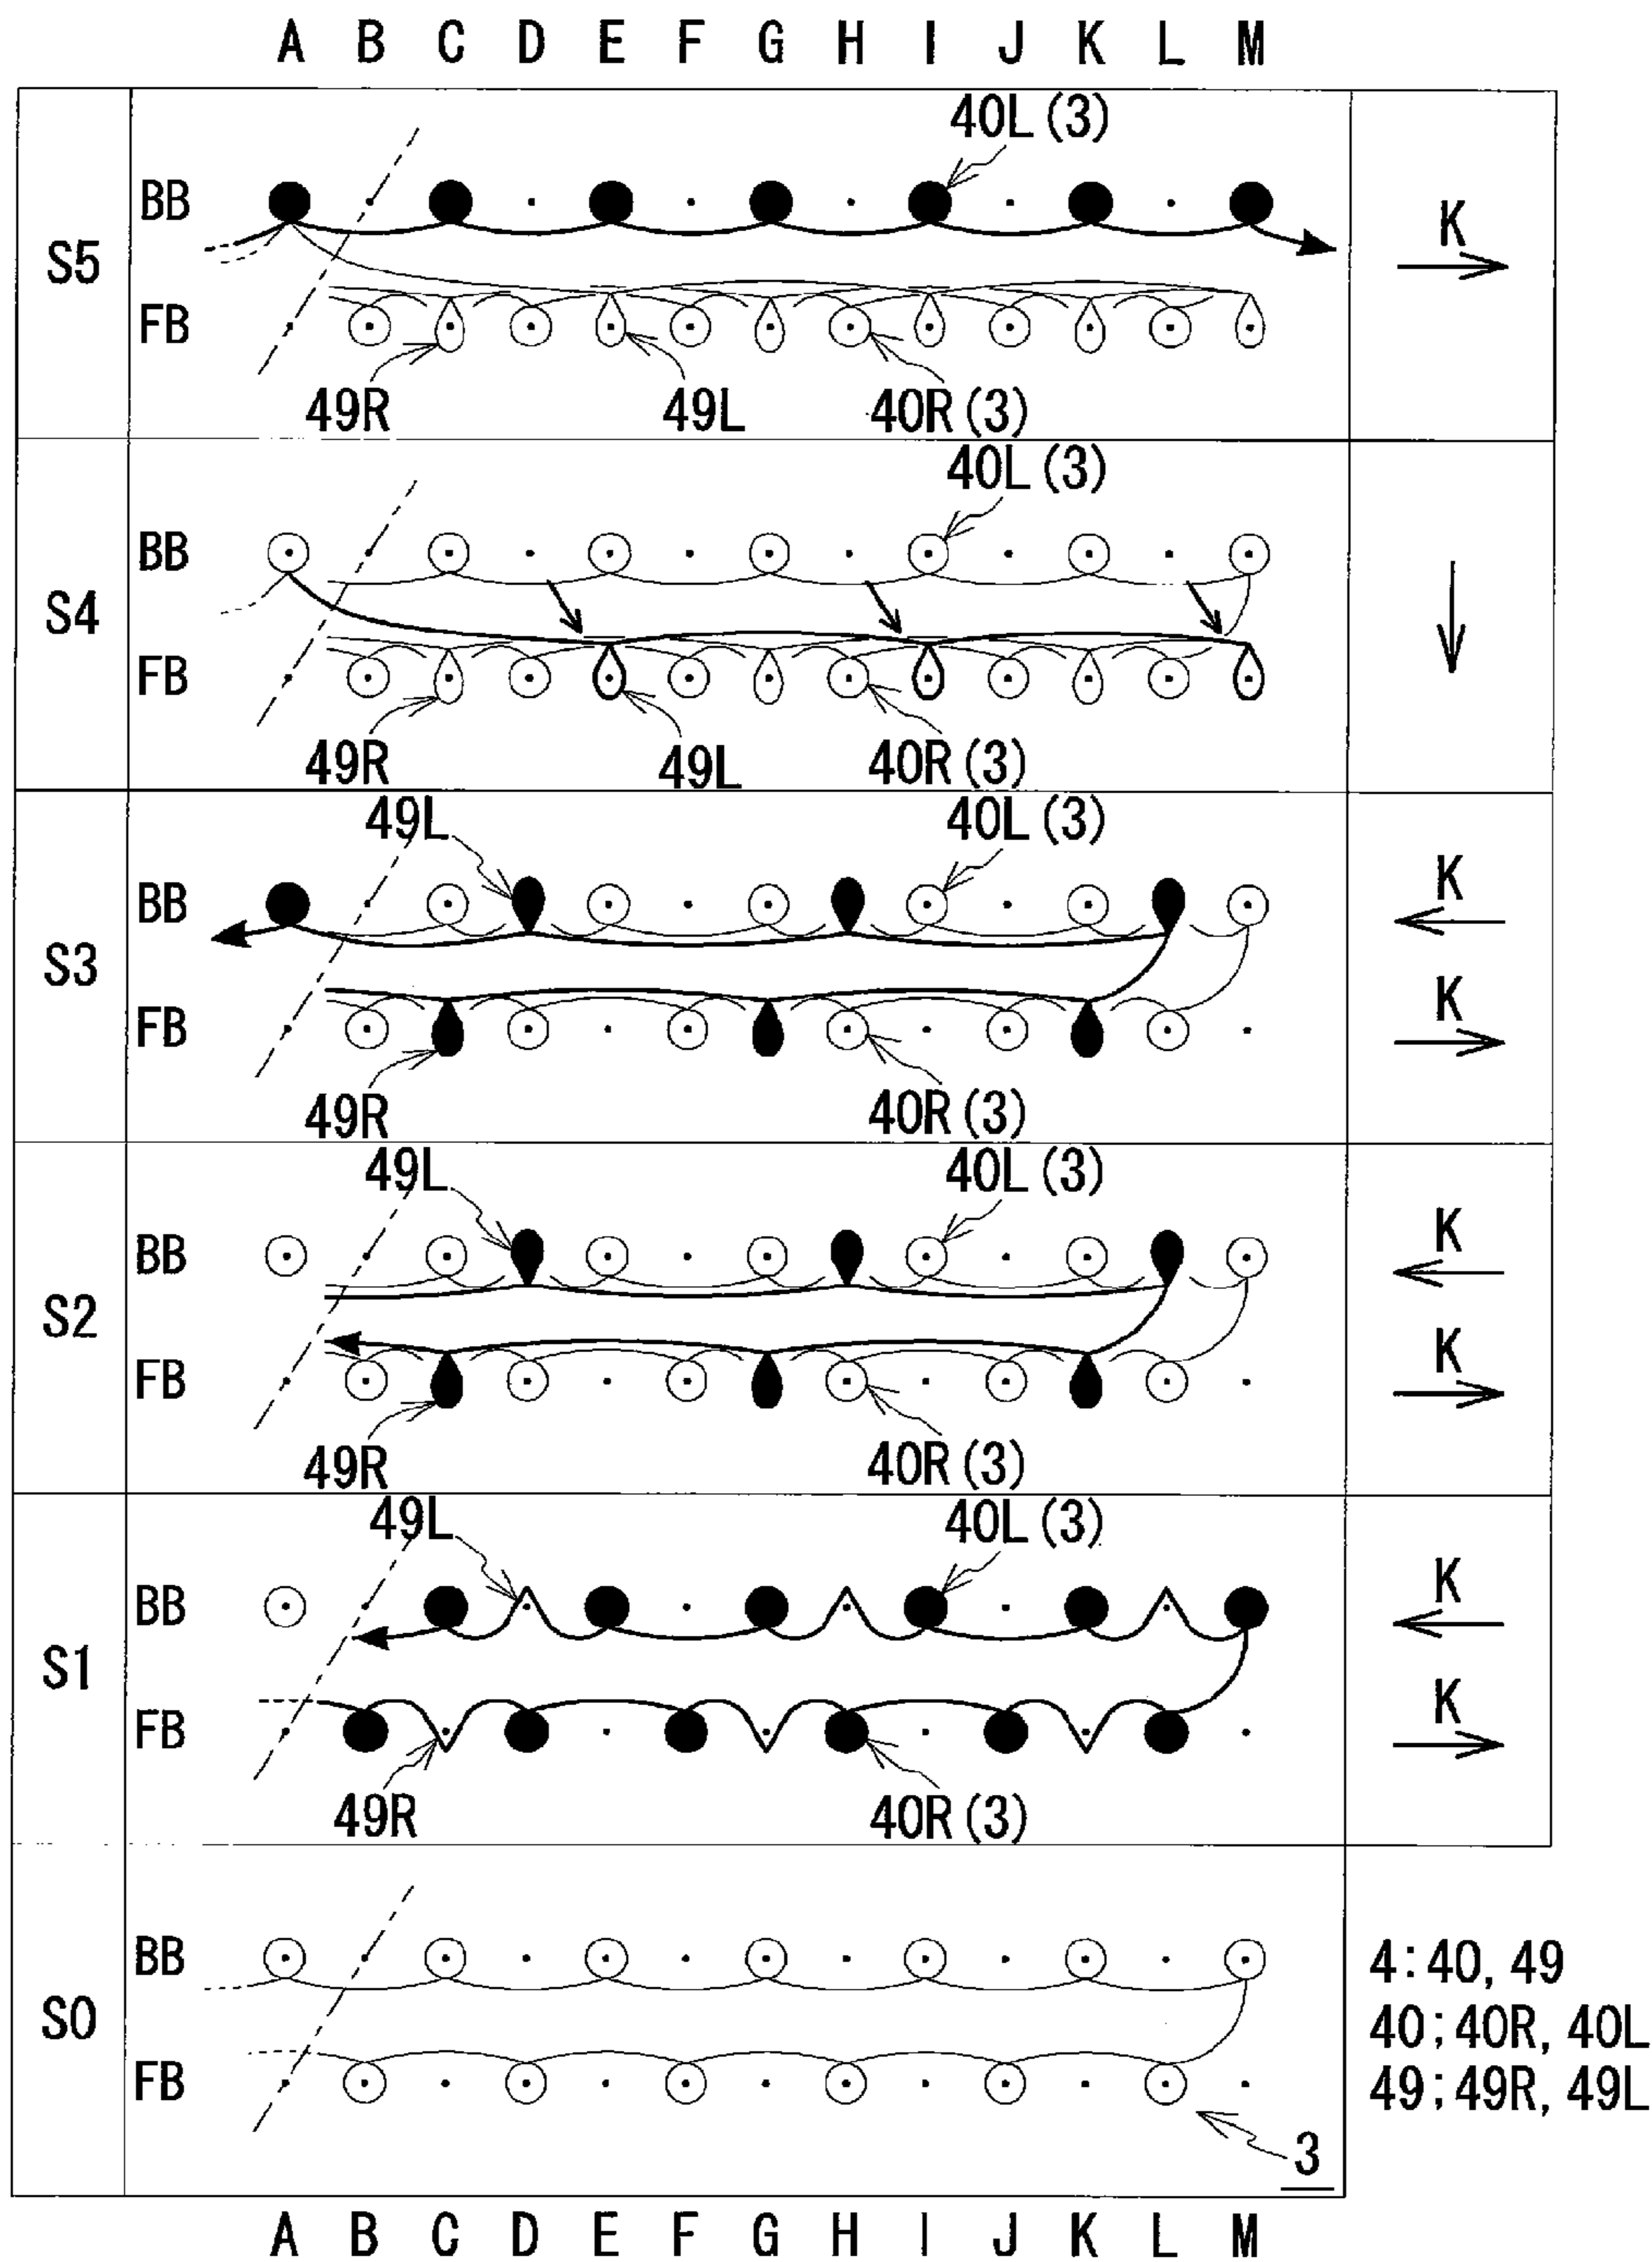 A B C D E F G H I J K L M
40L(3)
BB
K
S5
FB
49R 49L 40R(3)
40L(3)
BB
S4
FB
49R 49L 40R(3)
49L 40L(3)
BB K
S3
FB K
49R 40R(3)
49L 40L(3)
BB K
S2
FB K
49R 40R(3)
49L 40L(3)
BB K
S1
FB K
49R 40R(3)
BB 4:40, 49
S0 40;40R, 40L
FB 49;49R, 49L
3
A B C D E F G H I J K L M